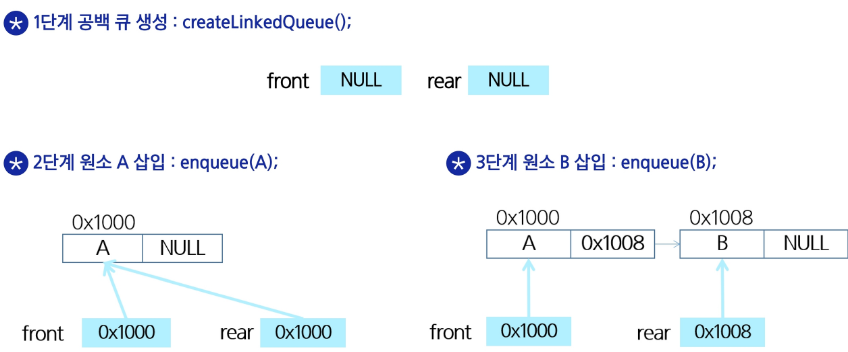 * 1단계 공백 큐 생성 : createLinkedQueue();
front NULL rear NULL
* 2단계 원소 A 삽입 : enqueue(A);
0x1000
A NULL
front 0x1000 rear 0x1000
* 3단계 원소 B 삽입 : enqueue(B);
0x1000 0x1008
A 0x1008 B NULL
front 0x1000 rear 0x1008